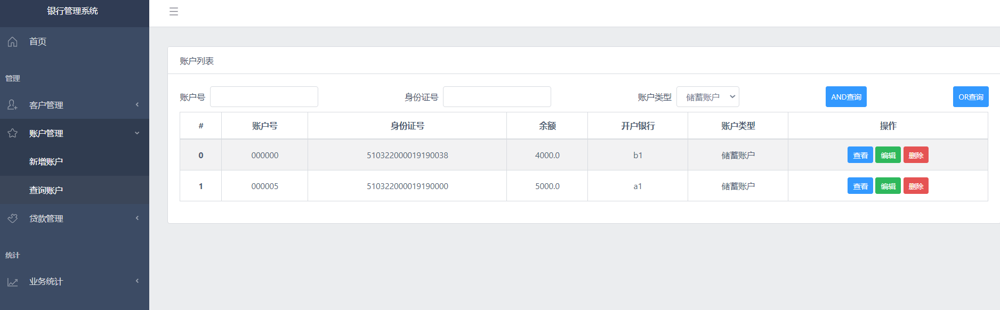 银行管理系统
首页
管理
客户管理
账户管理
新增账户
查询账户
贷款管理
统计
业务统计
账户列表
账户号 身份证号 账户类型 储蓄账户 AND查询 OR查询
# 账户号 身份证号 余额 开户银行 账户类型 操作
0 000000 510322000019190038 4000.0 b1 储蓄账户 查看 编辑 删除
1 000005 510322000019190000 5000.0 a1 储蓄账户 查看 编辑 删除